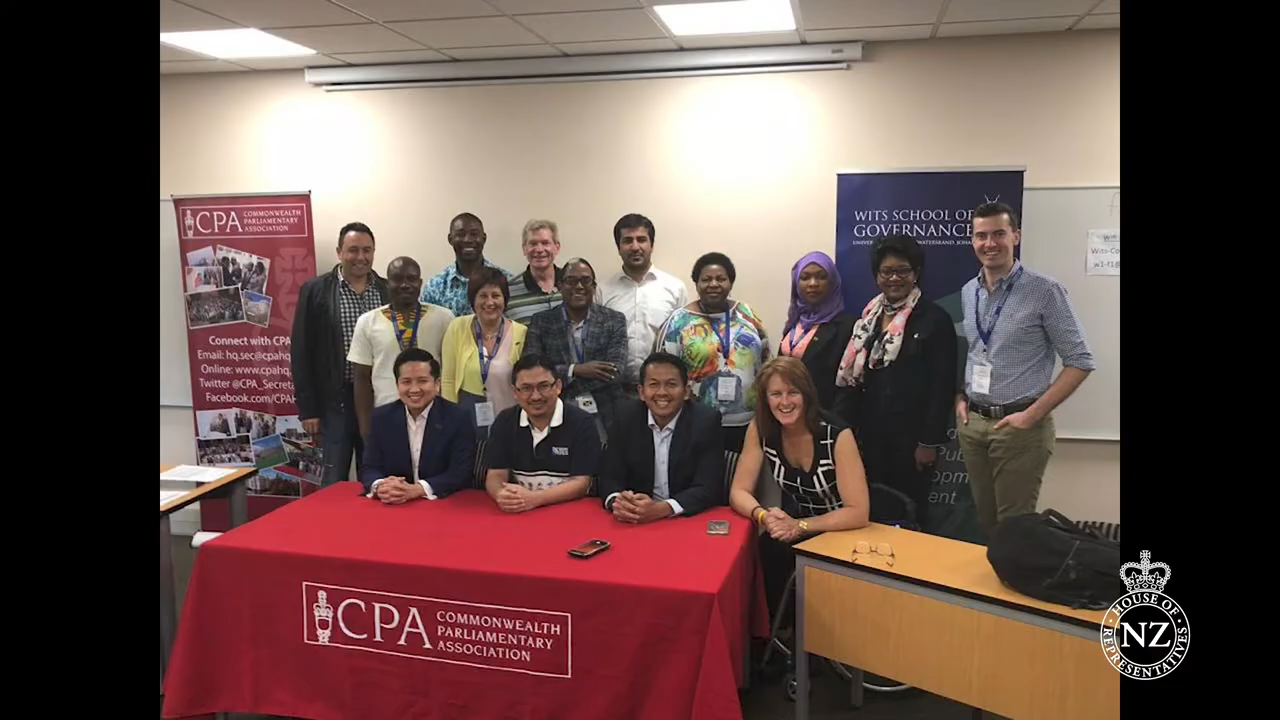 CPA
COMMONWEALTH
PARLIAMENTARY
ASSOCIATION
Connect with CPA
Email: hq.sec@cpahq.
Online: www.cpahq.
Twitter @CPA_Secreta
Facebook.com/CPAH
WITS SCHOOL OF
GOVERNANCE
CPA
COMMONWEALTH
PARLIAMENTARY
ASSOCIATION
HOUSE OF
NZ
REPRESENTATIVES